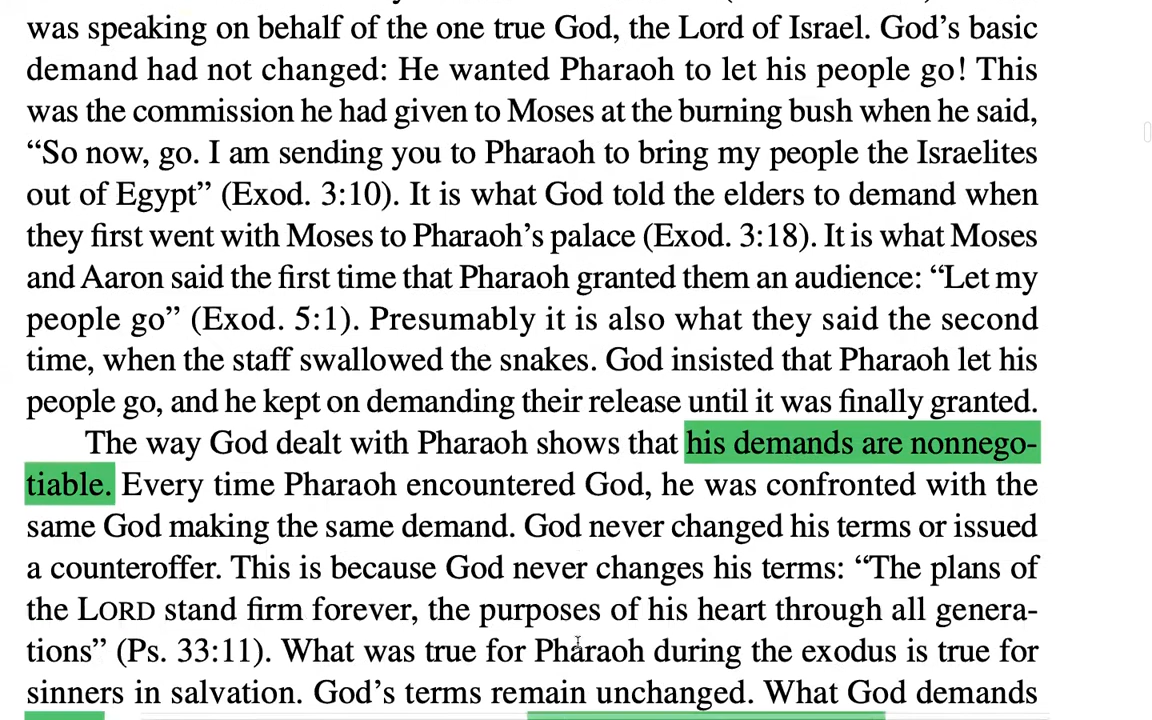 was speaking on behalf of the one true God, the Lord of Israel. God’s basic
demand had not changed: He wanted Pharaoh to let his people go! This
was the commission he had given to Moses at the burning bush when he said,
“So now, go. I am sending you to Pharaoh to bring my people the Israelites
out of Egypt” (Exod. 3:10). It is what God told the elders to demand when
they first went with Moses to Pharaoh’s palace (Exod. 3:18). It is what Moses
and Aaron said the first time that Pharaoh granted them an audience: “Let my
people go” (Exod. 5:1). Presumably it is also what they said the second
time, when the staff swallowed the snakes. God insisted that Pharaoh let his
people go, and he kept on demanding their release until it was finally granted.
The way God dealt with Pharaoh shows that his demands are nonnego-
tiable. Every time Pharaoh encountered God, he was confronted with the
same God making the same demand. God never changed his terms or issued
a counteroffer. This is because God never changes his terms: “The plans of
the LORD stand firm forever, the purposes of his heart through all genera-
tions” (Ps. 33:11). What was true for Pharaoh during the exodus is true for
sinners in salvation. God’s terms remain unchanged. What God demands